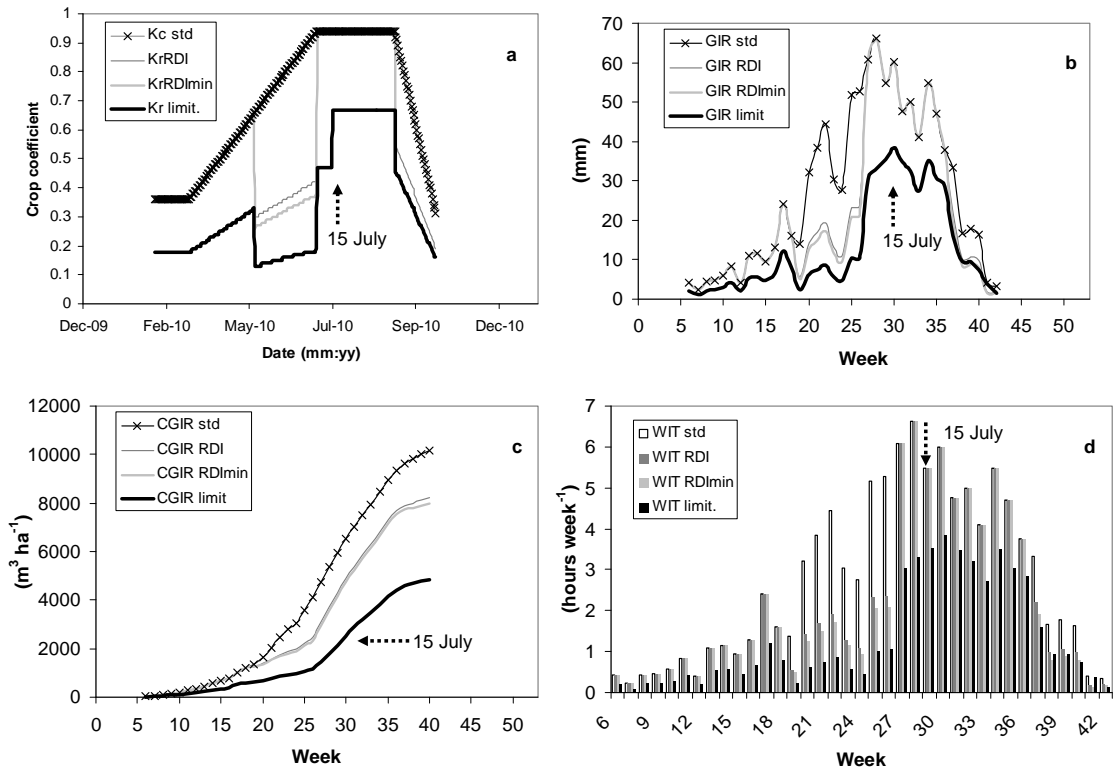 a
Kc std
KrRDI
KrRDImin
Kr limit.
1
0.9
0.8
0.7
0.6
0.5
0.4
0.3
0.2
0.1
0
Crop coefficient
15 July
Dec-09 Feb-10 May-10 Jul-10 Sep-10 Dec-10
Date (mm:yy)
b
GIR std
GIR RDI
GIR RDImin
GIR limit
70
60
50
40
30
20
10
0
(mm)
15 July
0 5 10 15 20 25 30 35 40 45 50
Week
c
CGIR std
CGIR RDI
CGIR RDImin
CGIR limit
12000
10000
8000
6000
4000
2000
0
(m³ ha⁻¹)
15 July
0 5 10 15 20 25 30 35 40 45 50
Week
d
WIT std
WIT RDI
WIT RDImin
WIT limit.
7
6
5
4
3
2
1
0
(hours week⁻¹)
15 July
6 9 12 15 18 21 24 27 30 33 36 39 42
Week